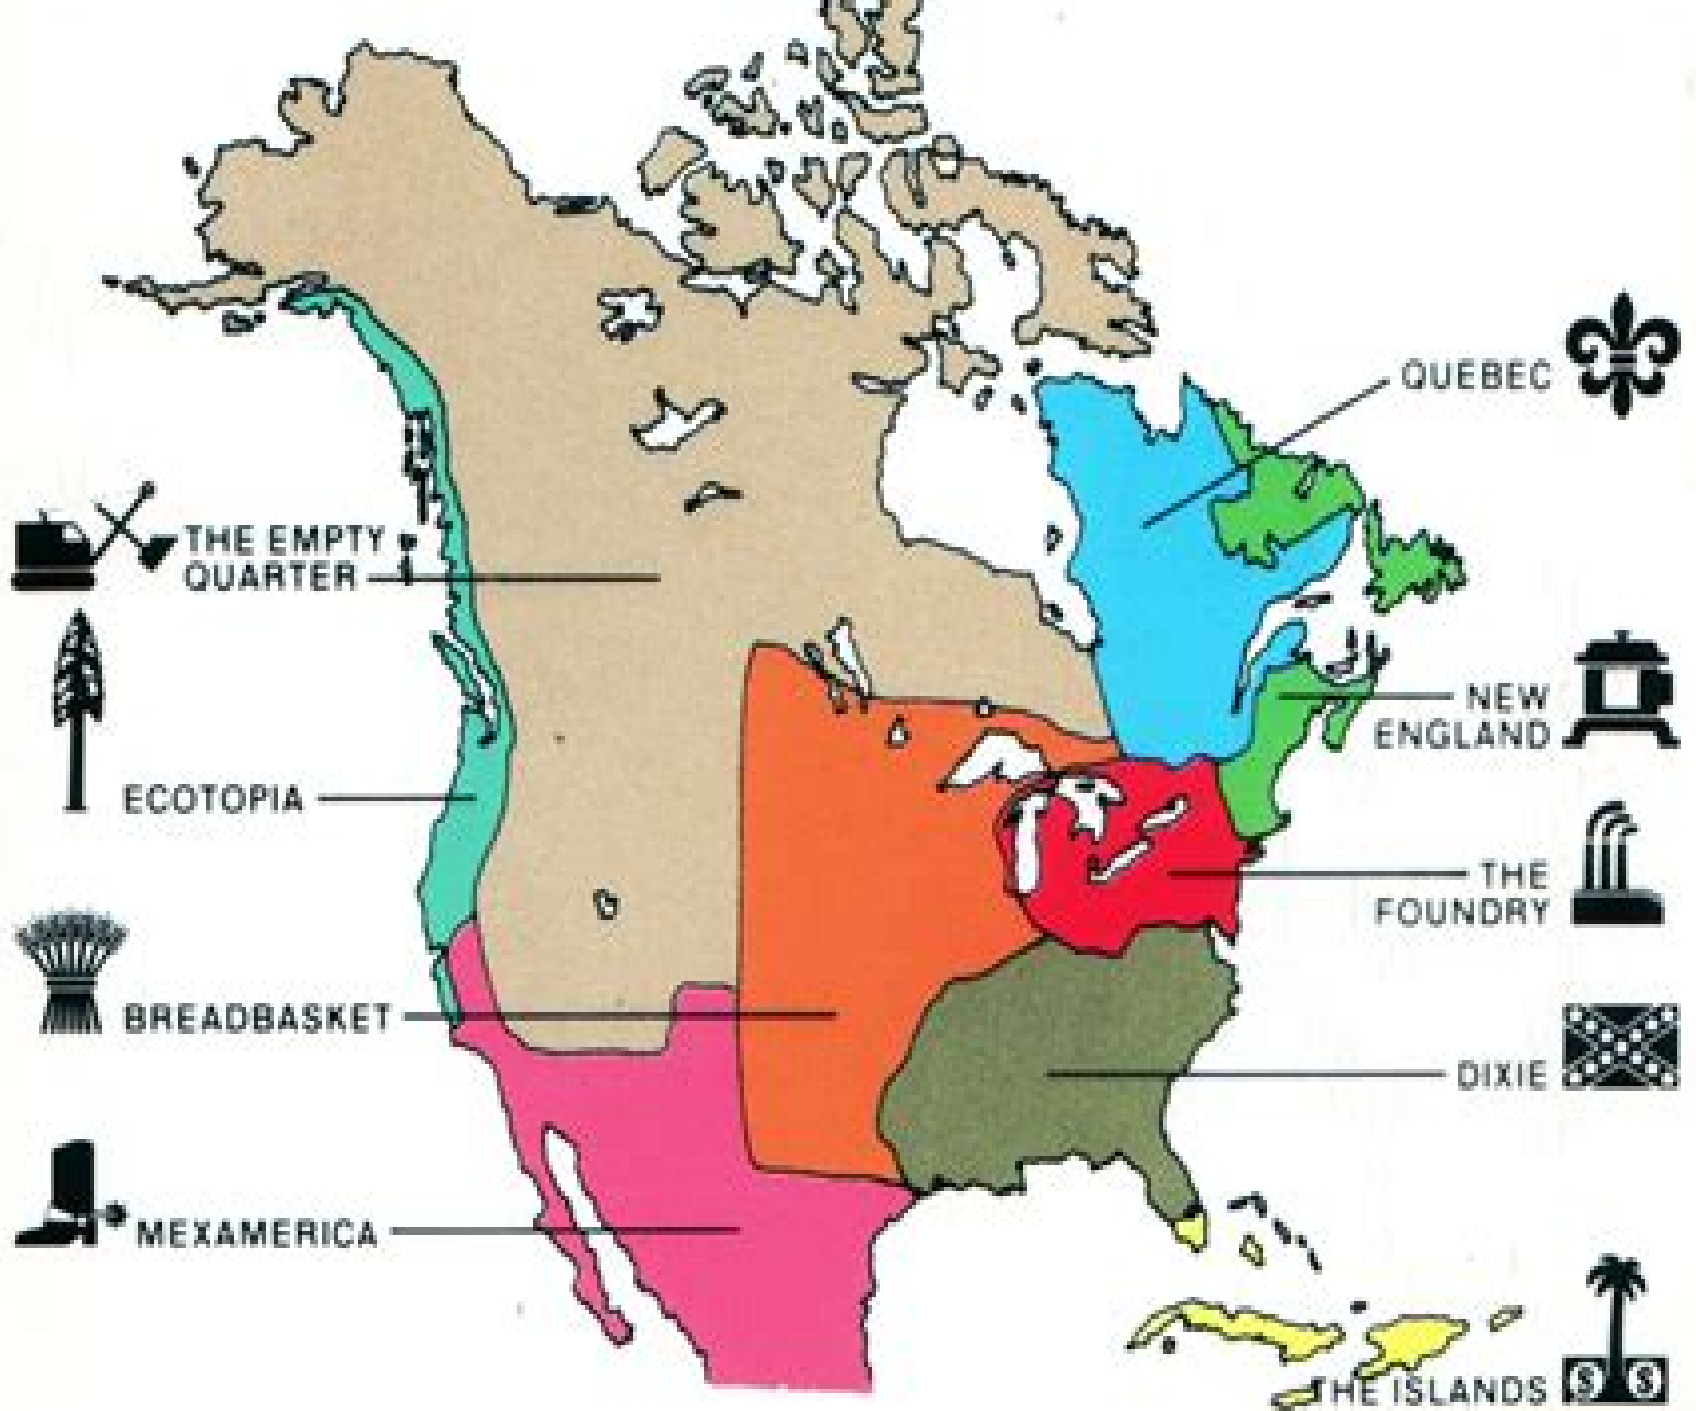 QUEBEC
THE EMPTY
QUARTER
NEW
ENGLAND
ECOTOPIA
THE
FOUNDRY
BREADBASKET
DIXIE
MEXAMERICA
THE ISLANDS
$ $